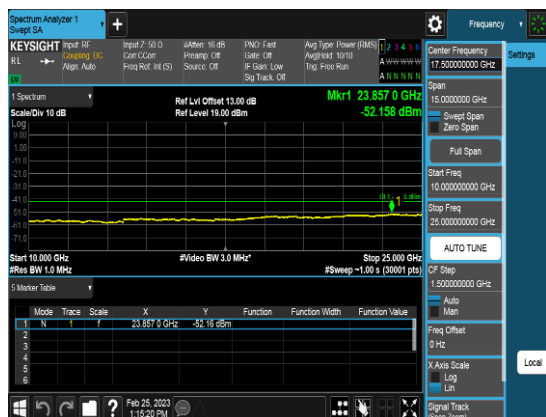 Spectrum Analyzer 1
Swept SA
+
Frequency
KEYSIGHT
RL
Input: RF
Coupling: DC
Align: Auto
Input Z: 50 Ω
Corr CCorr
Freq Ref: Int (S)
#Atten: 16 dB
Preamp: Off
Source: Off
PNO: Fast
Gate: Off
IF Gain: Low
Sig Track: Off
Avg Type: Power (RMS)
Avg|Hold: 10/10
Trig: Free Run
1 2 3 4 5 6
A W W W W W
A N N N N N
1 Spectrum
Scale/Div 10 dB
Log
Ref Lvl Offset 13.00 dB
Ref Level 19.00 dBm
Mkr1 23.857 0 GHz
-52.158 dBm
9.00
1.00
-11.0
-21.0
-31.0
-41.0
-51.0
-61.0
-71.0
1
Start 10.000 GHz
#Res BW 1.0 MHz
#Video BW 3.0 MHz*
Stop 25.000 GHz
#Sweep ~1.00 s (30001 pts)
5 Marker Table
Mode Trace Scale X Y Function Function Width Function Value
1 N 1 f 23.857 0 GHz -52.16 dBm
2
3
4
5
6
Feb 25, 2023
1:15:20 PM
Center Frequency
17.500000000 GHz
Span
15.0000000 GHz
Swept Span
Zero Span
Full Span
Start Freq
10.000000000 GHz
Stop Freq
25.000000000 GHz
AUTO TUNE
CF Step
1.500000000 GHz
Auto
Man
Freq Offset
0 Hz
X Axis Scale
Log
Lin
Signal Track
Settings
Local